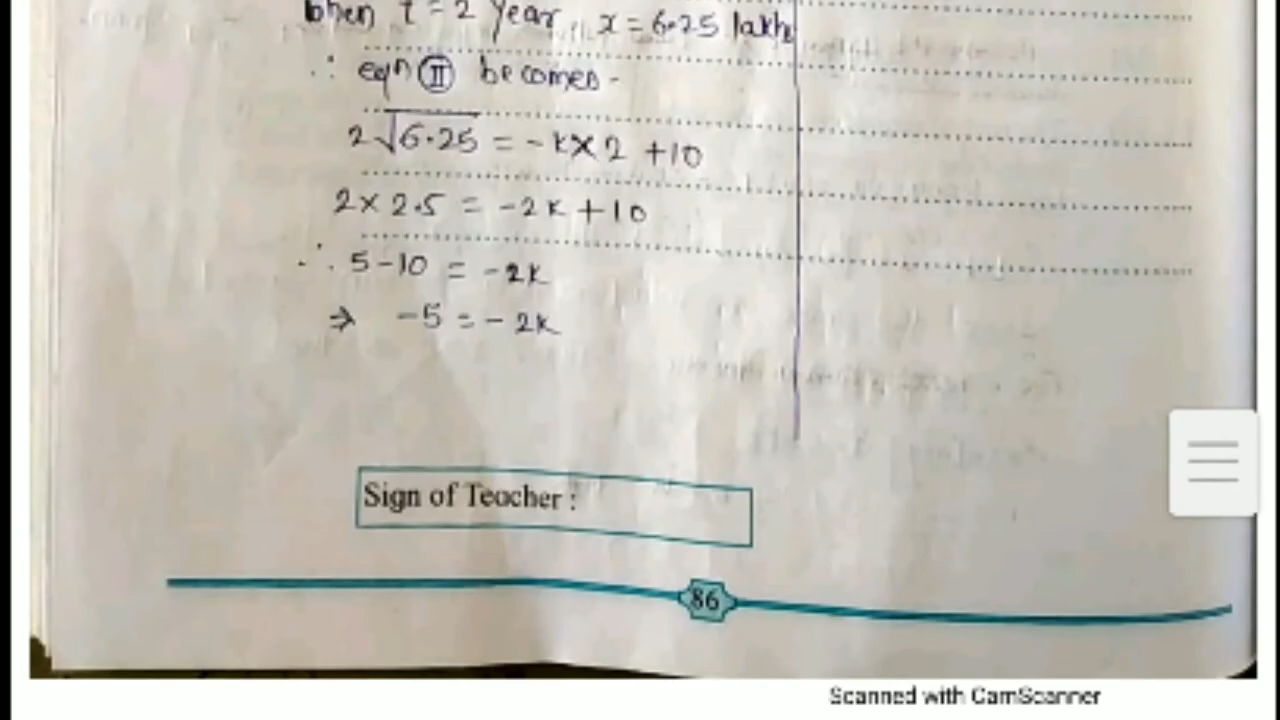 When t = 2 year, x = 6.25 lakh
∴ eqn (II) becomes -
2√6.25 = -k×2 +10
2×2.5 = -2k+10
∴ 5-10 = -2k
⇒ -5 = -2k
Sign of Teacher :
86
Scanned with CamScanner